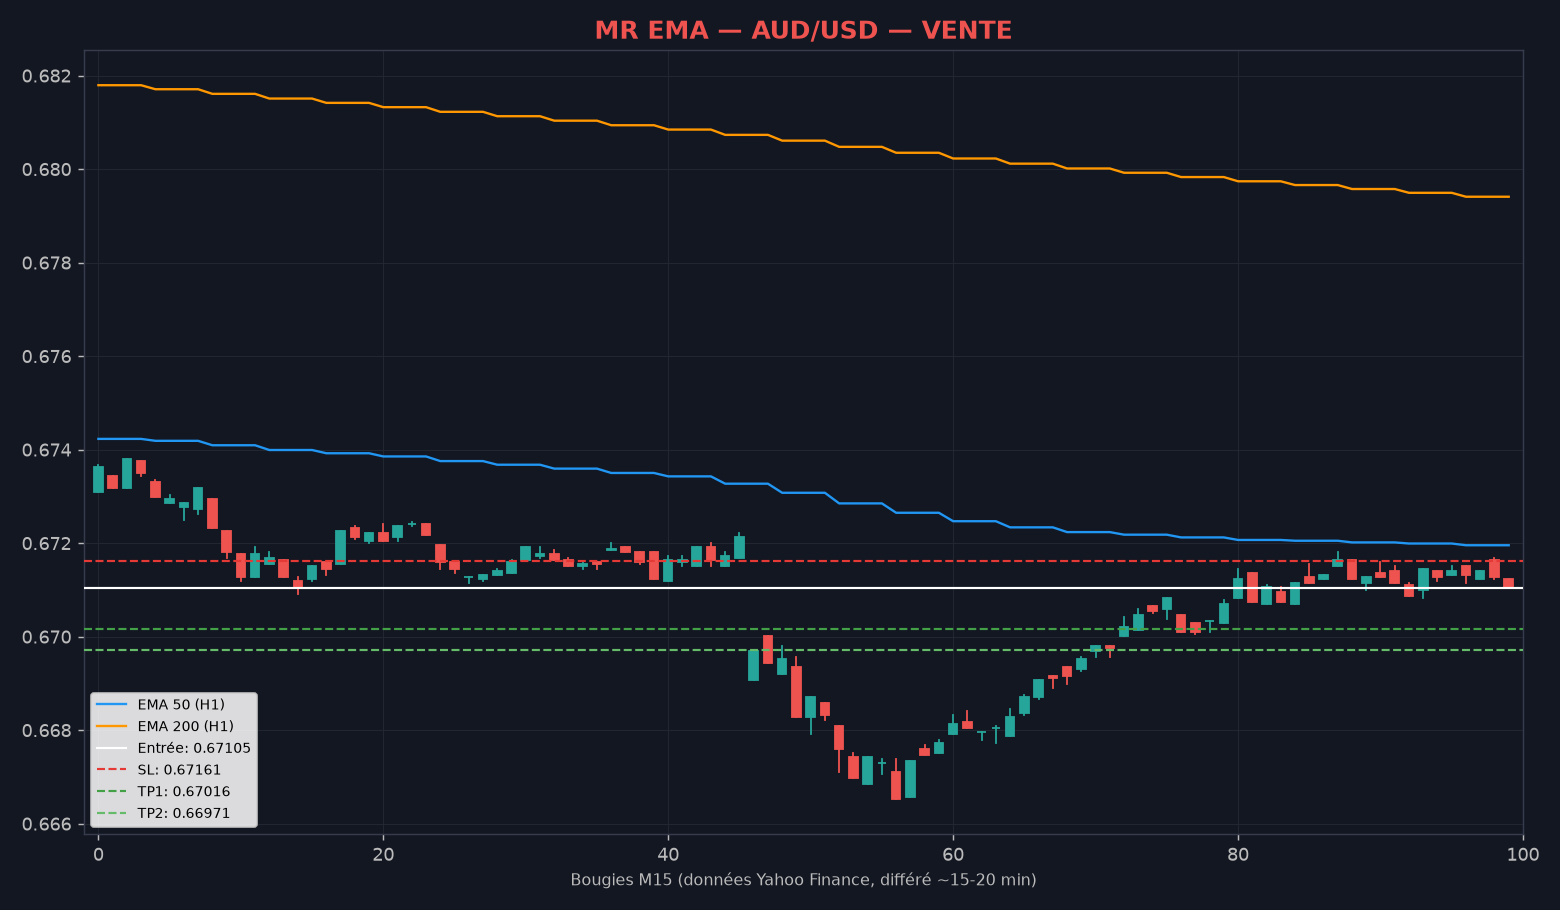 MR EMA — AUD/USD — VENTE
0.682
0.680
0.678
0.676
0.674
0.672
0.670
0.668
0.666
EMA 50 (H1)
EMA 200 (H1)
Entrée: 0.67105
SL: 0.67161
TP1: 0.67016
TP2: 0.66971
0 20 40 60 80 100
Bougies M15 (données Yahoo Finance, différé ~15-20 min)